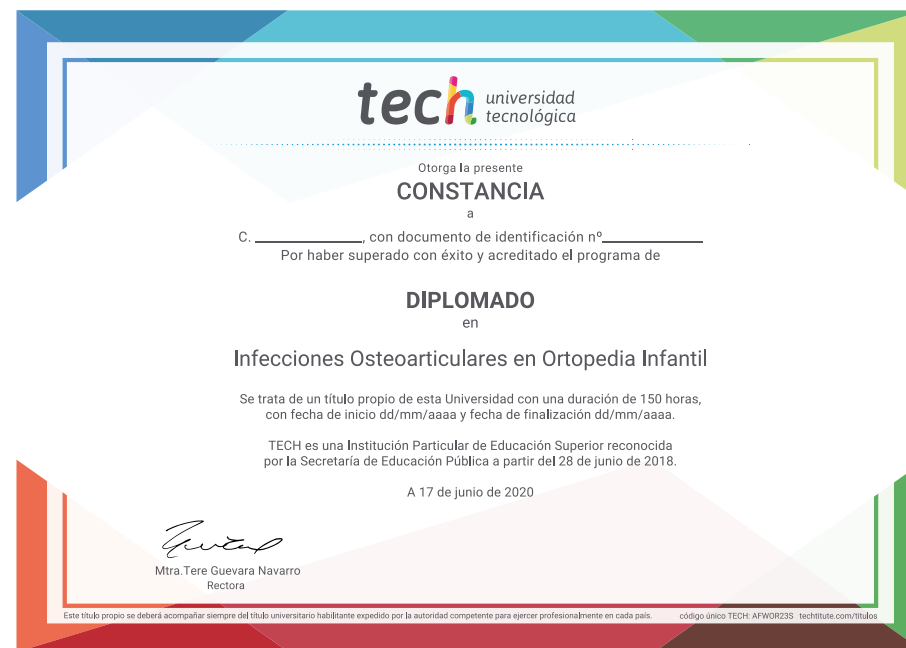 tech universidad
tecnológica
Otorga la presente
CONSTANCIA
a
C. ______________, con documento de identificación nº_____________
Por haber superado con éxito y acreditado el programa de
DIPLOMADO
en
Infecciones Osteoarticulares en Ortopedia Infantil
Se trata de un título propio de esta Universidad con una duración de 150 horas,
con fecha de inicio dd/mm/aaaa y fecha de finalización dd/mm/aaaa.
TECH es una Institución Particular de Educación Superior reconocida
por la Secretaría de Educación Pública a partir del 28 de junio de 2018.
A 17 de junio de 2020
Mtra.Tere Guevara Navarro
Rectora
Este título propio se deberá acompañar siempre del título universitario habilitante expedido por la autoridad competente para ejercer profesionalmente en cada país. código único TECH: AFWOR23S techtitute.com/titulos